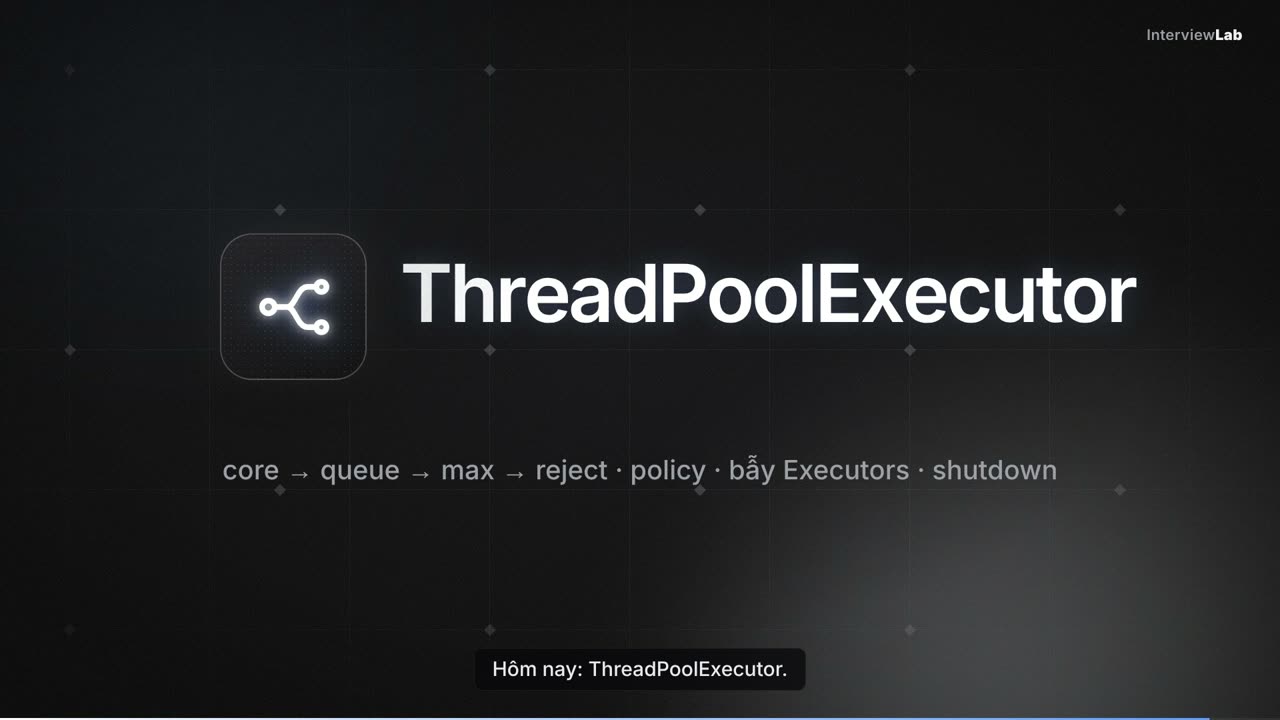 InterviewLab
ThreadPoolExecutor
core → queue → max → reject · policy · bẫy Executors · shutdown
Hôm nay: ThreadPoolExecutor.